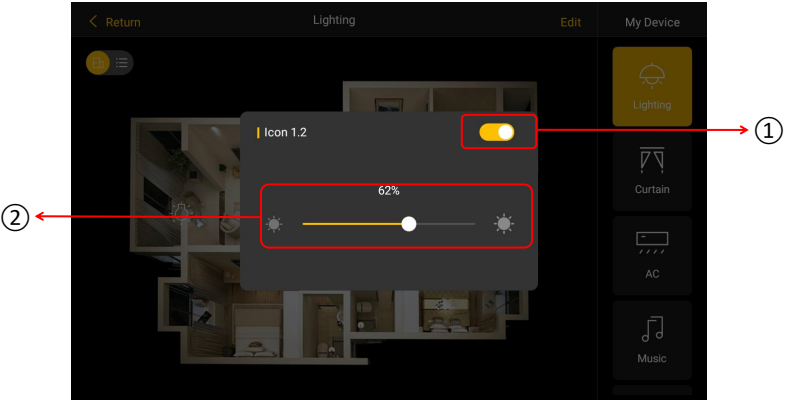 Return
Lighting
Edit
My Device
Icon 1.2
①
Lighting
62%
Curtain
②
AC
Music